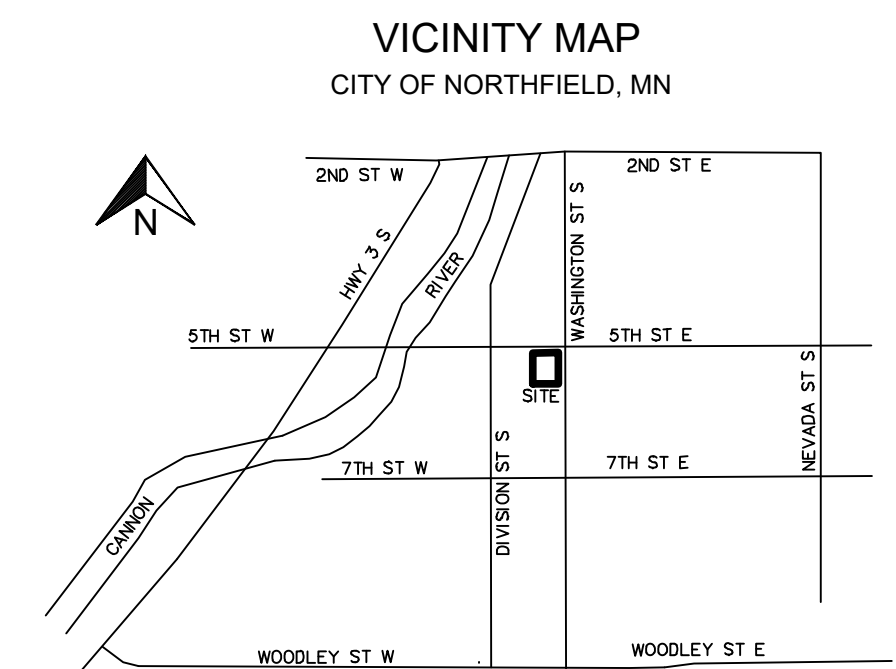 VICINITY MAP
CITY OF NORTHFIELD, MN
2ND ST W
2ND ST E
N
HWY 3 S
RIVER
WASHINGTON ST S
5TH ST W
5TH ST E
SITE
NEVADA ST S
7TH ST W
DIVISION ST S
7TH ST E
CANNON
WOODLEY ST W
WOODLEY ST E